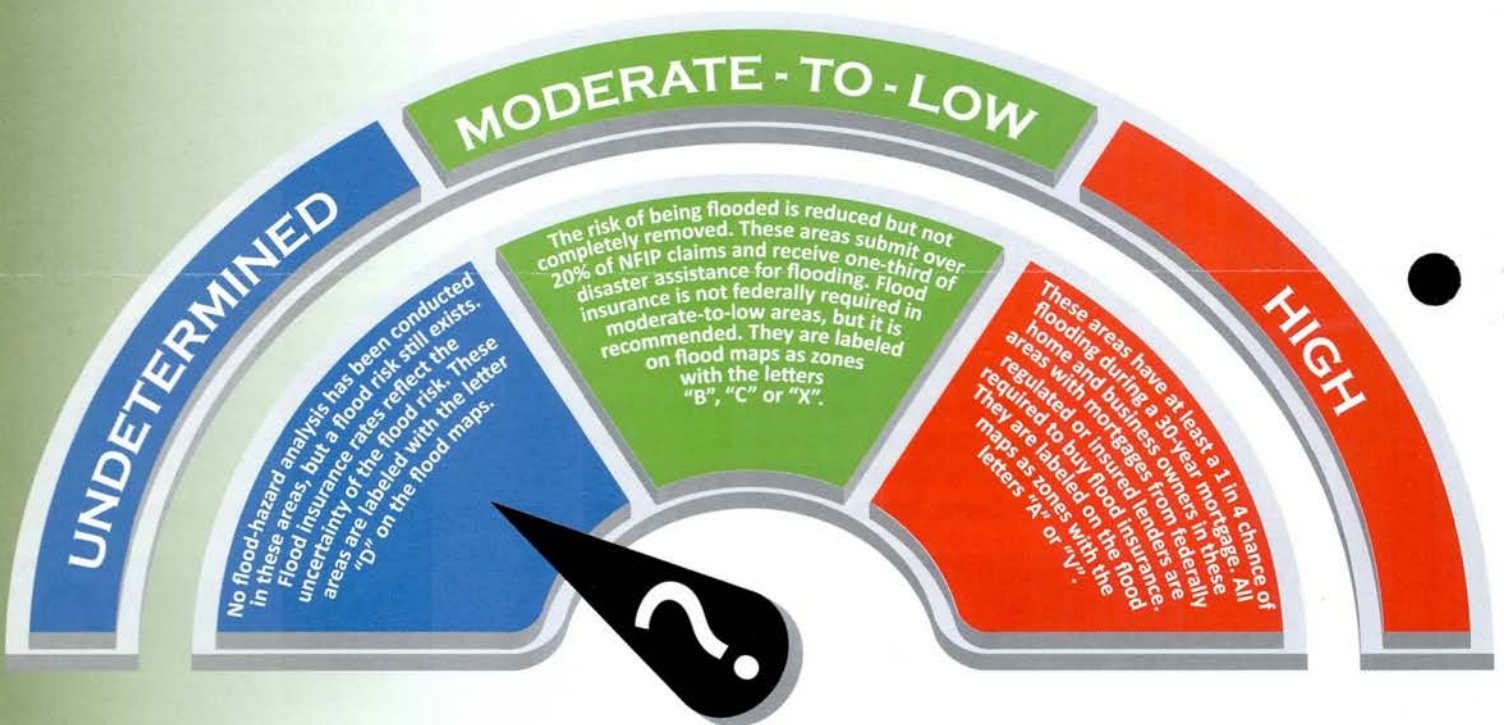 UNDETERMINED
MODERATE - TO - LOW
HIGH
No flood-hazard analysis has been conducted
in these areas, but a flood risk still exists.
Flood insurance rates reflect the
uncertainty of the flood risk. These
areas are labeled with the letter
"D" on the flood maps.
The risk of being flooded is reduced but not
completely removed. These areas submit over
20% of NFIP claims and receive one-third of
disaster assistance for flooding. Flood
insurance is not federally required in
moderate-to-low areas, but it is
recommended. They are labeled
on flood maps as zones
with the letters
"B", "C" or "X".
These areas have at least a 1 in 4 chance of
flooding during a 30-year mortgage. All
home and business owners in these
areas with mortgages from federally
regulated or insured lenders are
required to buy flood insurance.
They are labeled on the flood
maps as zones with the
letters "A" or "V".
?